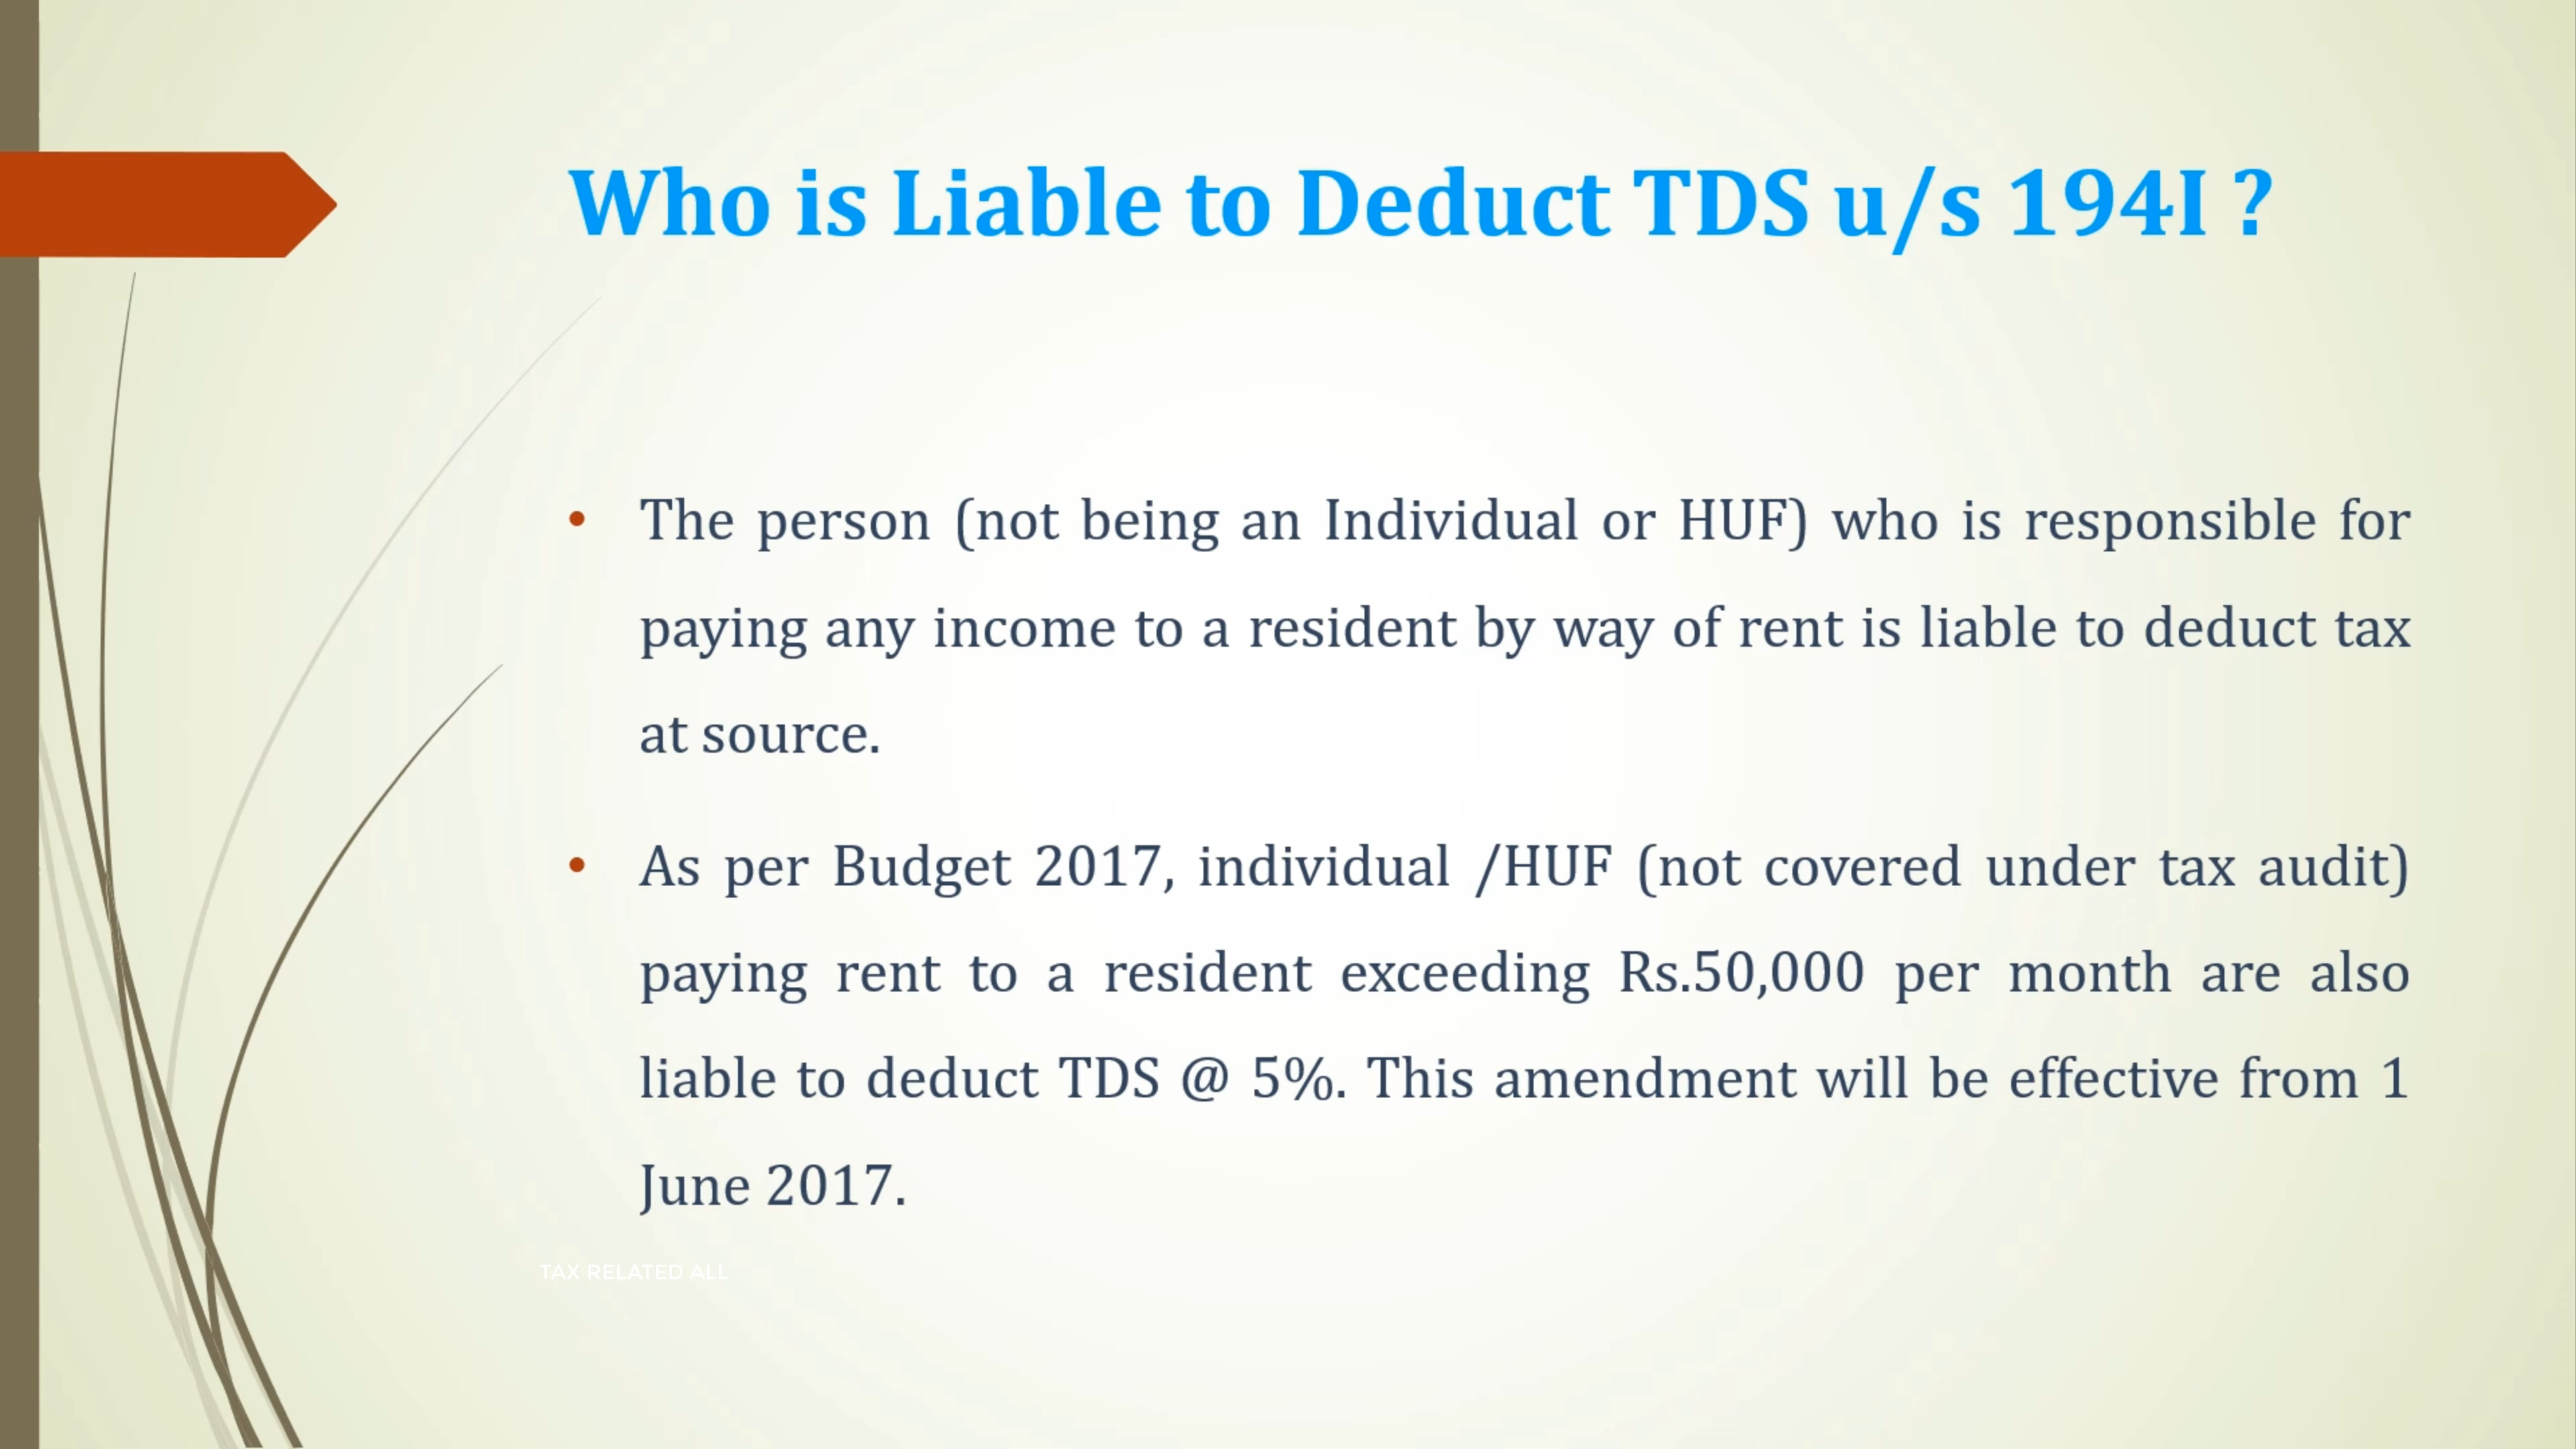 Who is Liable to Deduct TDS u/s 194I ?
• The person (not being an Individual or HUF) who is responsible for
paying any income to a resident by way of rent is liable to deduct tax
at source.
• As per Budget 2017, individual /HUF (not covered under tax audit)
paying rent to a resident exceeding Rs.50,000 per month are also
liable to deduct TDS @ 5%. This amendment will be effective from 1
June 2017.
TAX RELATED ALL